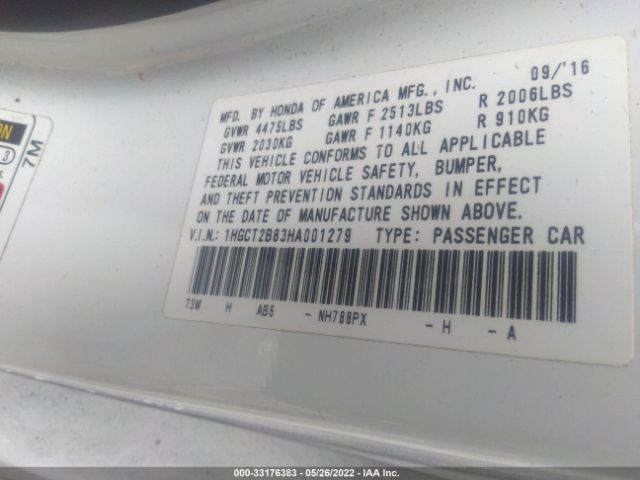 MFD. BY HONDA OF AMERICA MFG., INC. 09/'16
GVWR 4475LBS GAWR F 2513LBS R 2006LBS
GVWR 2030KG GAWR F 1140KG R 910KG
THIS VEHICLE CONFORMS TO ALL APPLICABLE
FEDERAL MOTOR VEHICLE SAFETY, BUMPER,
AND THEFT PREVENTION STANDARDS IN EFFECT
ON THE DATE OF MANUFACTURE SHOWN ABOVE.
V.I.N.: 1HGCT2B83HA001279 TYPE: PASSENGER CAR
T3M H AB6 - NH788PX - H - A
3
7M
000-33176383 - 05/26/2022 - IAA Inc.